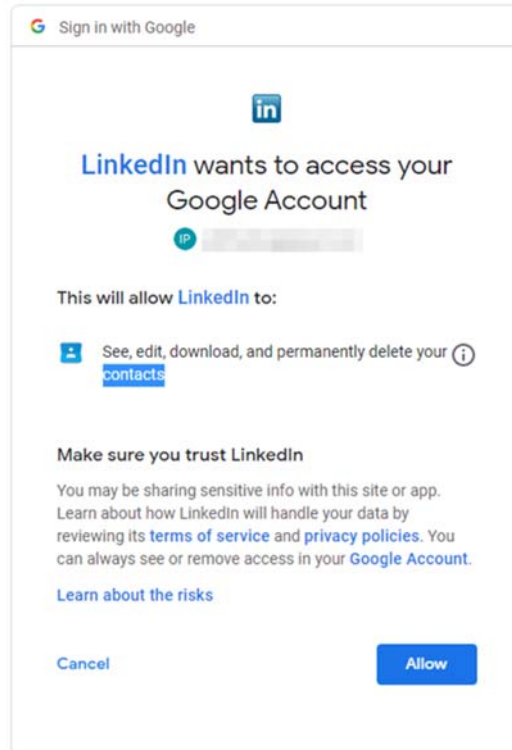 Sign in with Google
in
LinkedIn wants to access your
Google Account
IP
This will allow LinkedIn to:
See, edit, download, and permanently delete your
contacts
Make sure you trust LinkedIn
You may be sharing sensitive info with this site or app.
Learn about how LinkedIn will handle your data by
reviewing its terms of service and privacy policies. You
can always see or remove access in your Google Account.
Learn about the risks
Cancel
Allow